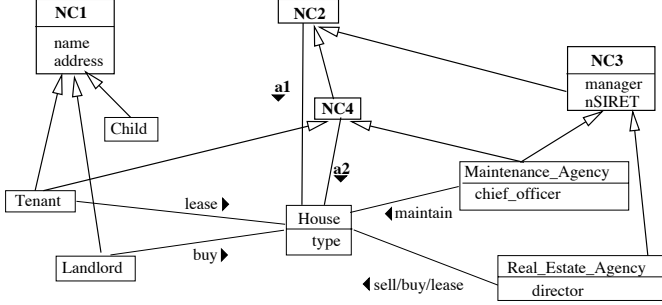 NC1
name
address
NC2
NC3
manager
nSIRET
a1
NC4
Child
a2
Maintenance_Agency
chief_officer
Tenant
lease
House
type
maintain
buy
Landlord
sell/buy/lease
Real_Estate_Agency
director